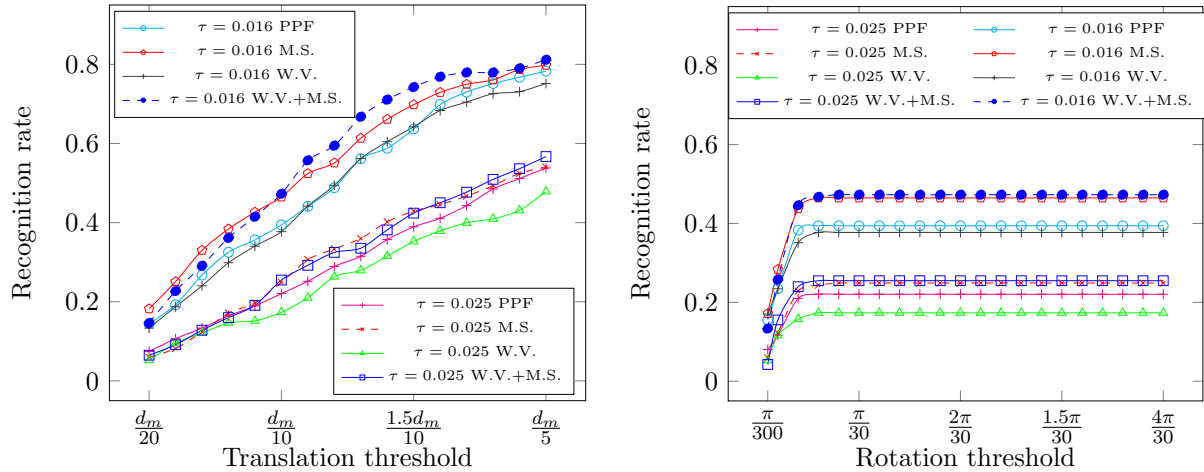 τ = 0.016 PPF
τ = 0.016 M.S.
τ = 0.016 W.V.
τ = 0.016 W.V.+M.S.
τ = 0.025 PPF
τ = 0.025 M.S.
τ = 0.025 W.V.
τ = 0.025 W.V.+M.S.
0.8
0.6
0.4
0.2
0
Recognition rate
d_m/20
d_m/10
1.5d_m/10
d_m/5
Translation threshold
τ = 0.025 PPF
τ = 0.025 M.S.
τ = 0.025 W.V.
τ = 0.025 W.V.+M.S.
τ = 0.016 PPF
τ = 0.016 M.S.
τ = 0.016 W.V.
τ = 0.016 W.V.+M.S.
0.8
0.6
0.4
0.2
0
Recognition rate
π/300
π/30
2π/30
1.5π/30
4π/30
Rotation threshold